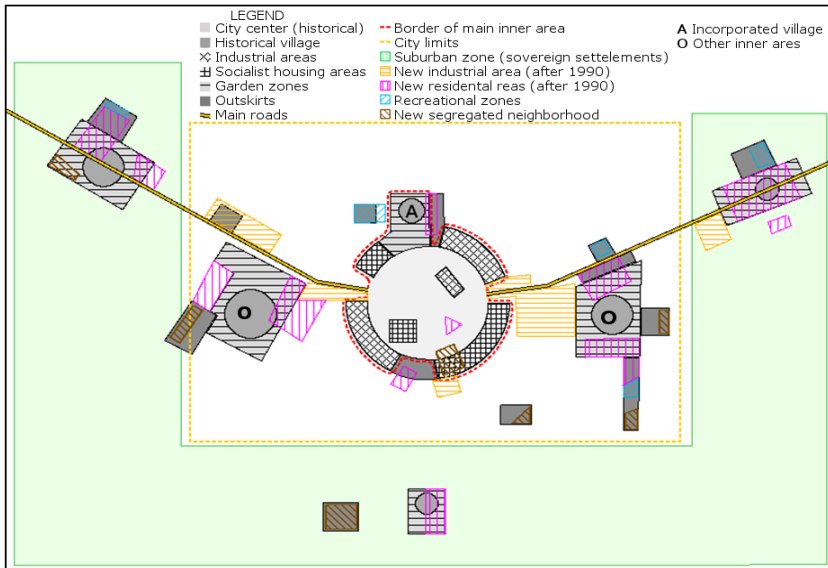 LEGEND
City center (historical)
Historical village
Industrial areas
Socialist housing areas
Garden zones
Outskirts
Main roads
Border of main inner area
City limits
Suburban zone (sovereign settelements)
New industrial area (after 1990)
New residental reas (after 1990)
Recreational zones
New segregated neighborhood
A Incorporated village
O Other inner ares
A
O
O